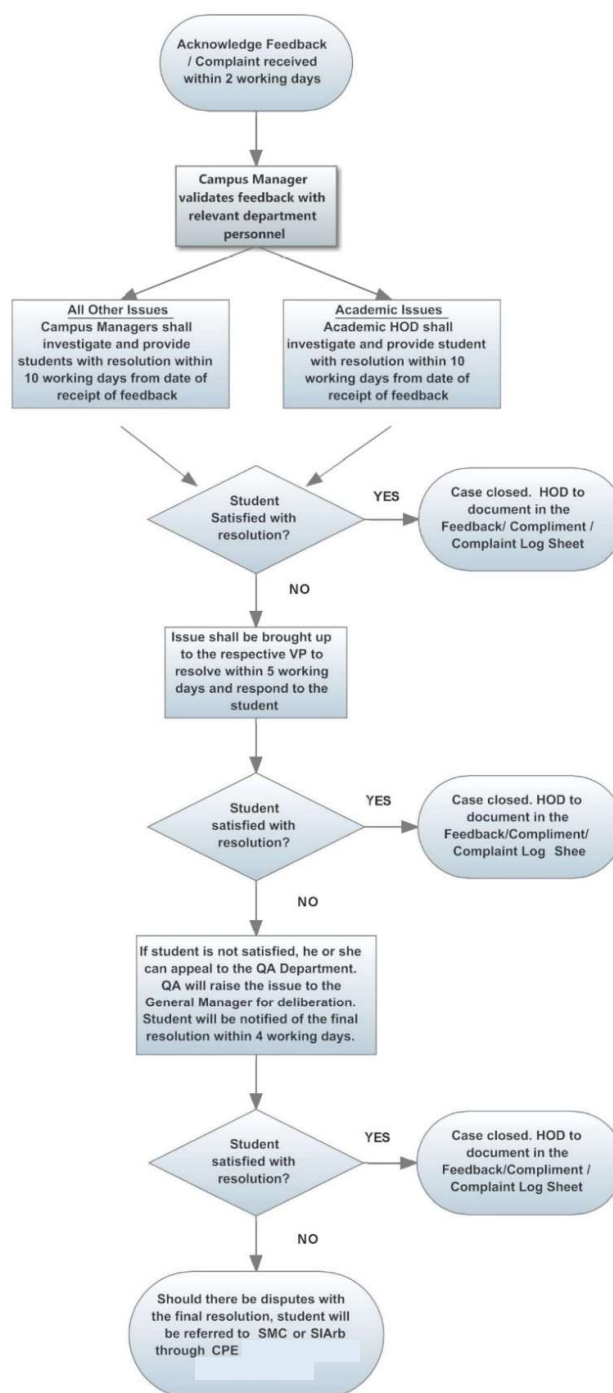 Acknowledge Feedback
/ Complaint received
within 2 working days
Campus Manager
validates feedback with
relevant department
personnel
All Other Issues
Campus Managers shall
investigate and provide
students with resolution within
10 working days from date of
receipt of feedback
Academic Issues
Academic HOD shall
investigate and provide student
with resolution within 10
working days from date of
receipt of feedback
Student
Satisfied with
resolution?
YES
Case closed. HOD to
document in the
Feedback/ Compliment /
Complaint Log Sheet
NO
Issue shall be brought up
to the respective VP to
resolve within 5 working
days and respond to the
student
Student
satisfied with
resolution?
YES
Case closed. HOD to
document in the
Feedback/Compliment/
Complaint Log Shee
NO
If student is not satisfied, he or she
can appeal to the QA Department.
QA will raise the issue to the
General Manager for deliberation.
Student will be notified of the final
resolution within 4 working days.
Student
satisfied with
resolution?
YES
Case closed. HOD to
document in the
Feedback/Compliment /
Complaint Log Sheet
NO
Should there be disputes with
the final resolution, student will
be referred to SMC or SIArb
through CPE